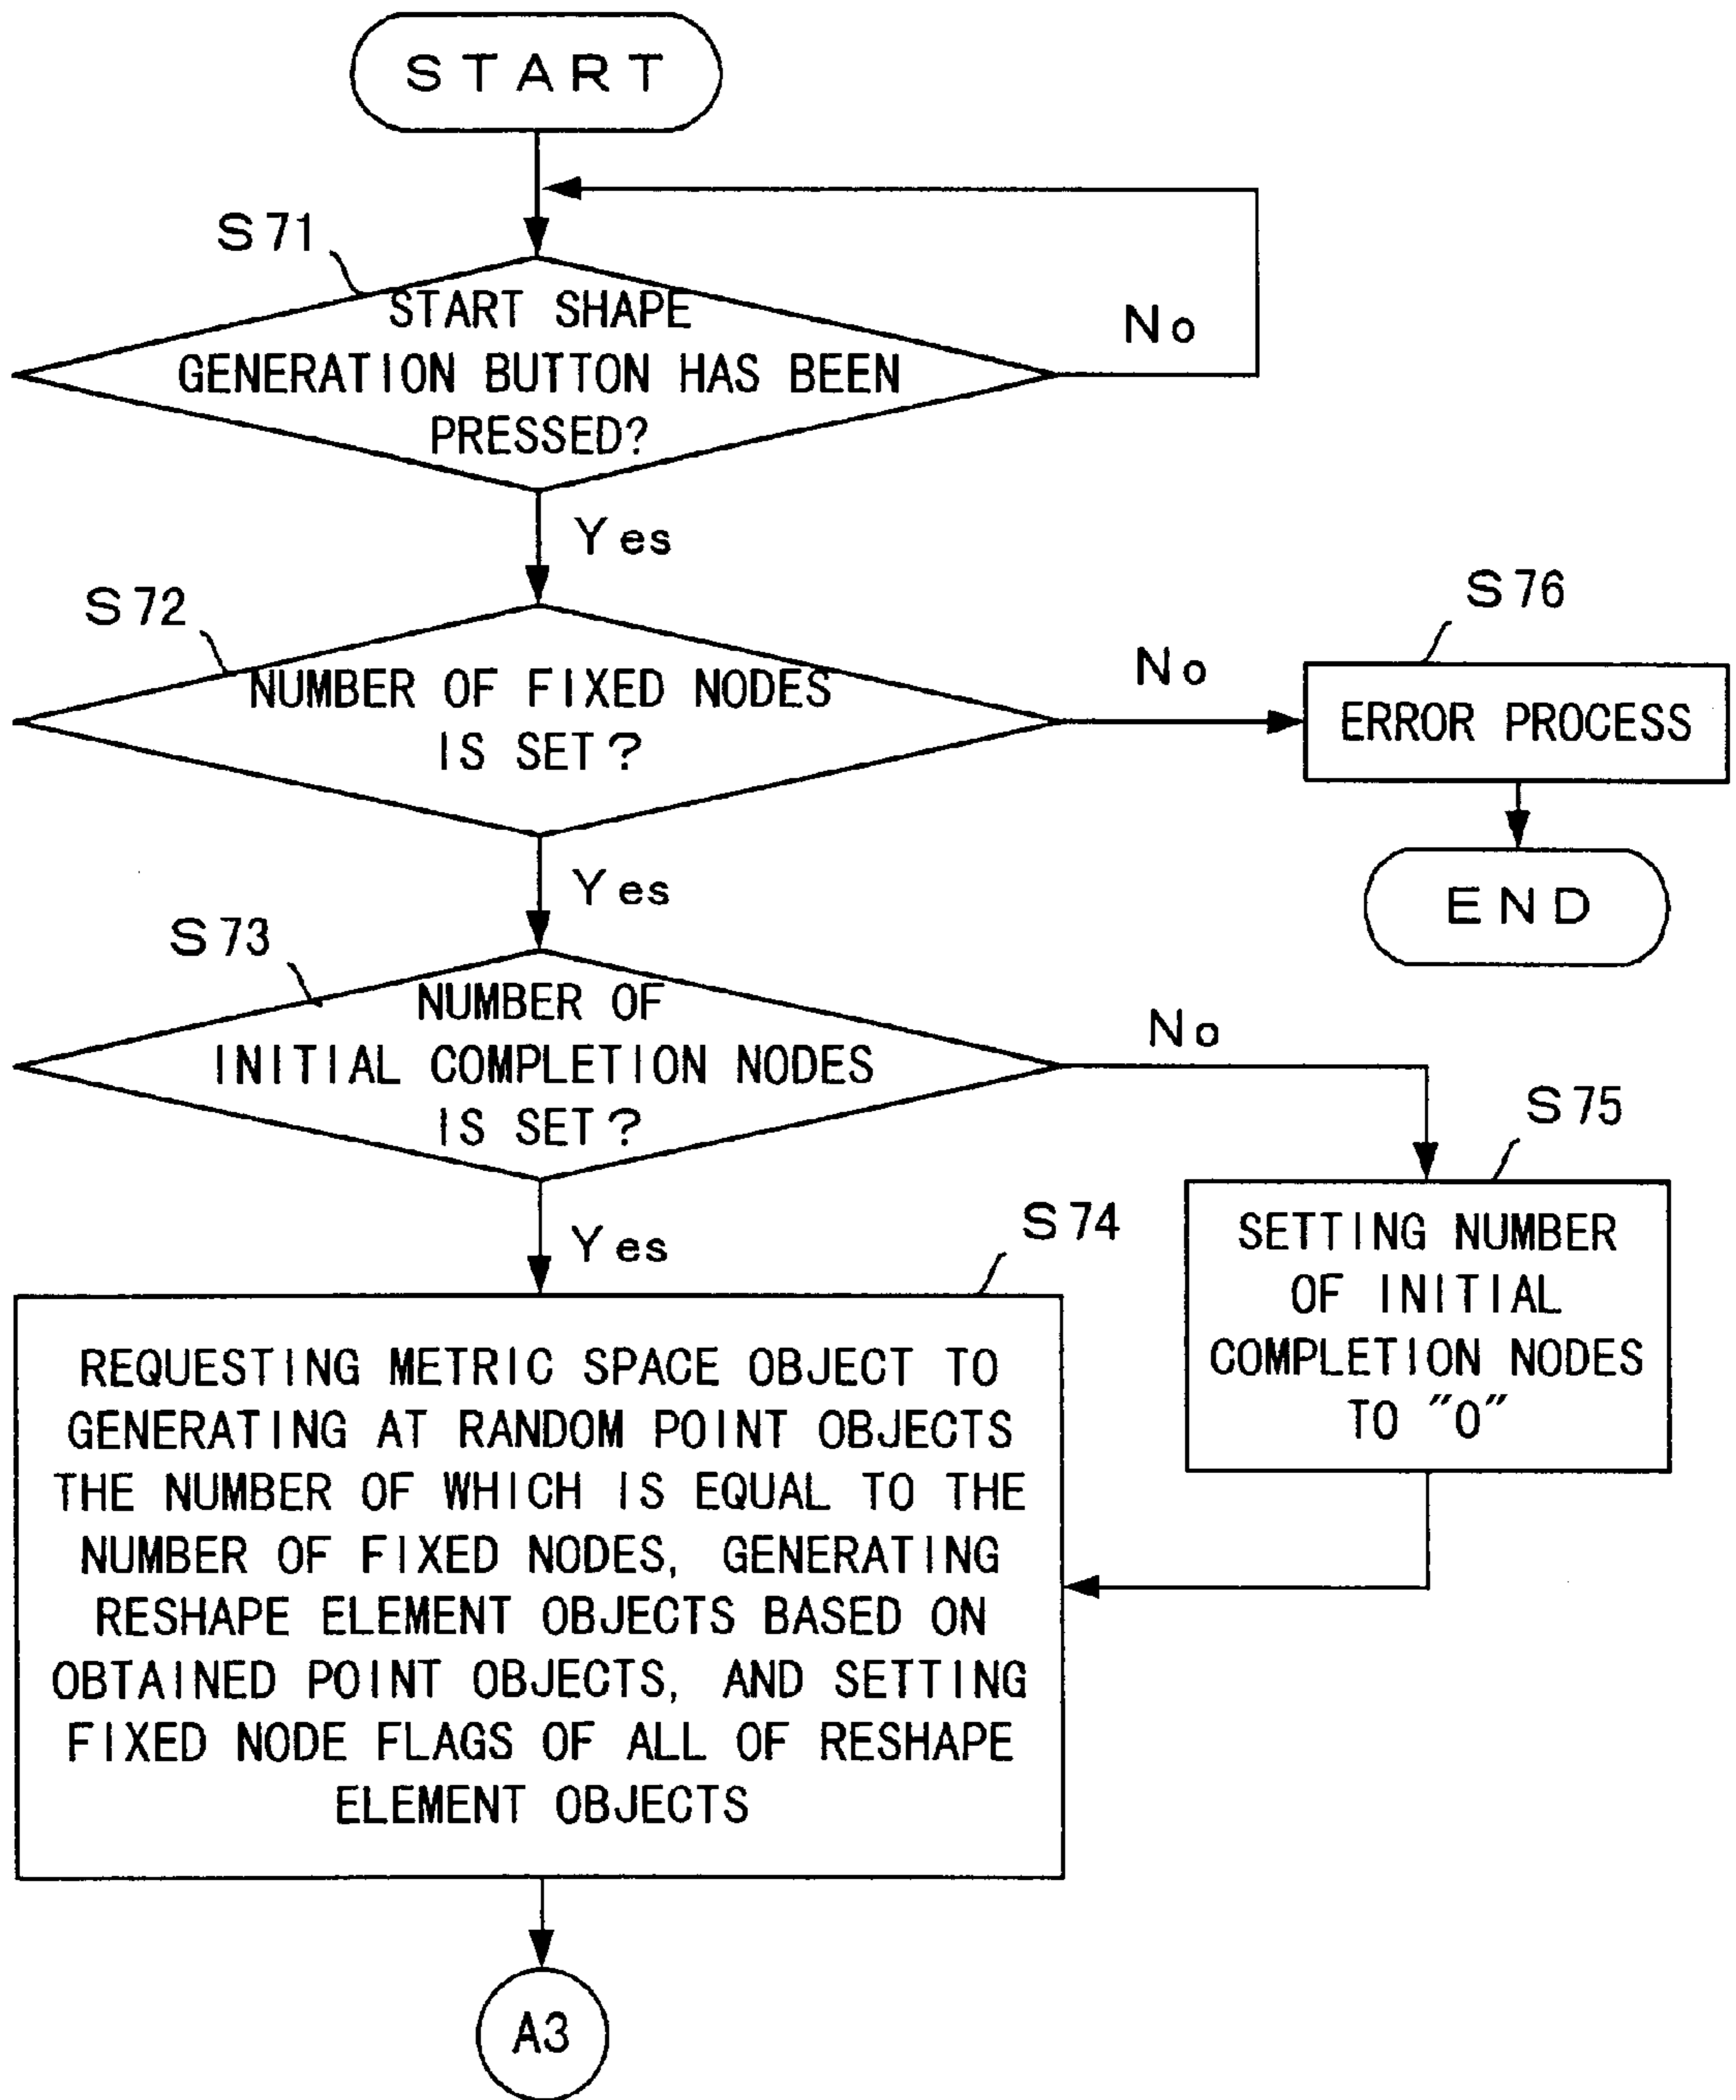 START
S71
START SHAPE
GENERATION BUTTON HAS BEEN
PRESSED?
No
Yes
S72
NUMBER OF FIXED NODES
IS SET?
No
S76
ERROR PROCESS
END
Yes
S73
NUMBER OF
INITIAL COMPLETION NODES
IS SET?
No
S75
SETTING NUMBER
OF INITIAL
COMPLETION NODES
TO "0"
Yes
S74
REQUESTING METRIC SPACE OBJECT TO
GENERATING AT RANDOM POINT OBJECTS
THE NUMBER OF WHICH IS EQUAL TO THE
NUMBER OF FIXED NODES, GENERATING
RESHAPE ELEMENT OBJECTS BASED ON
OBTAINED POINT OBJECTS, AND SETTING
FIXED NODE FLAGS OF ALL OF RESHAPE
ELEMENT OBJECTS
A3